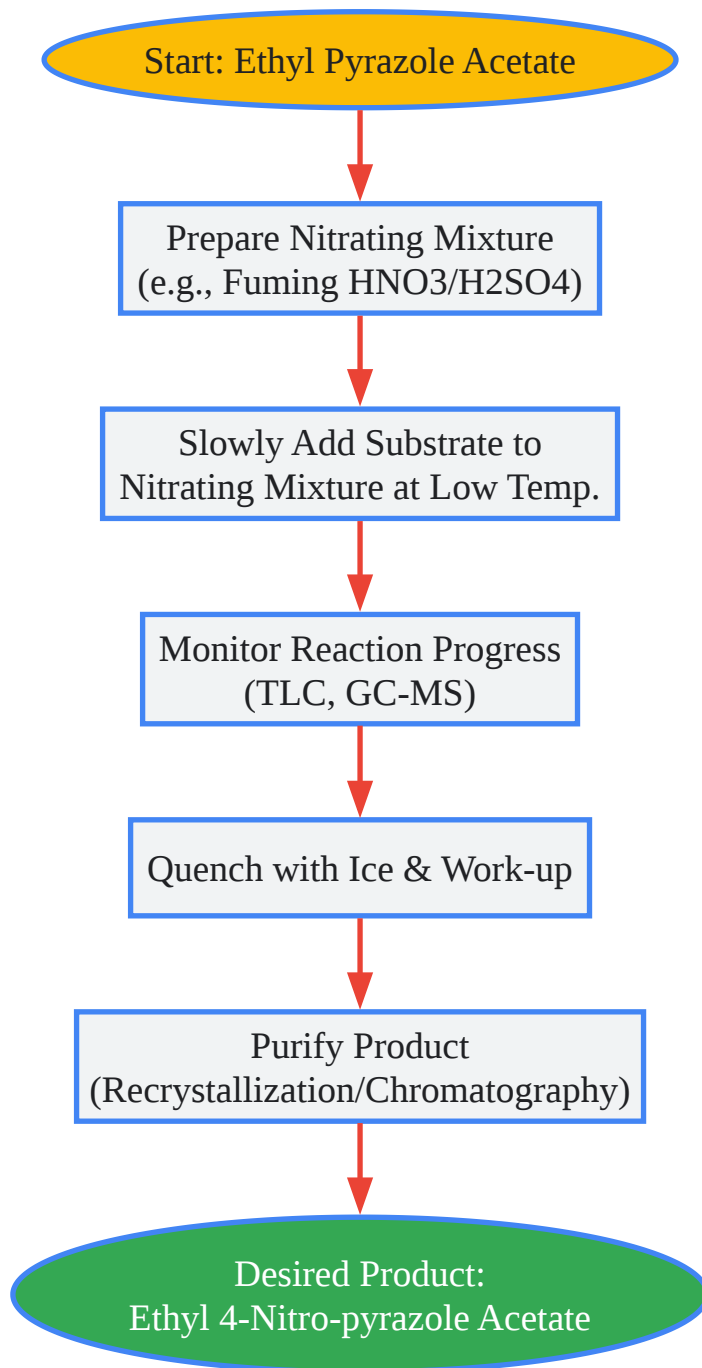 Start: Ethyl Pyrazole Acetate
Prepare Nitrating Mixture
(e.g., Fuming HNO3/H2SO4)
Slowly Add Substrate to
Nitrating Mixture at Low Temp.
Monitor Reaction Progress
(TLC, GC-MS)
Quench with Ice & Work-up
Purify Product
(Recrystallization/Chromatography)
Desired Product:
Ethyl 4-Nitro-pyrazole Acetate